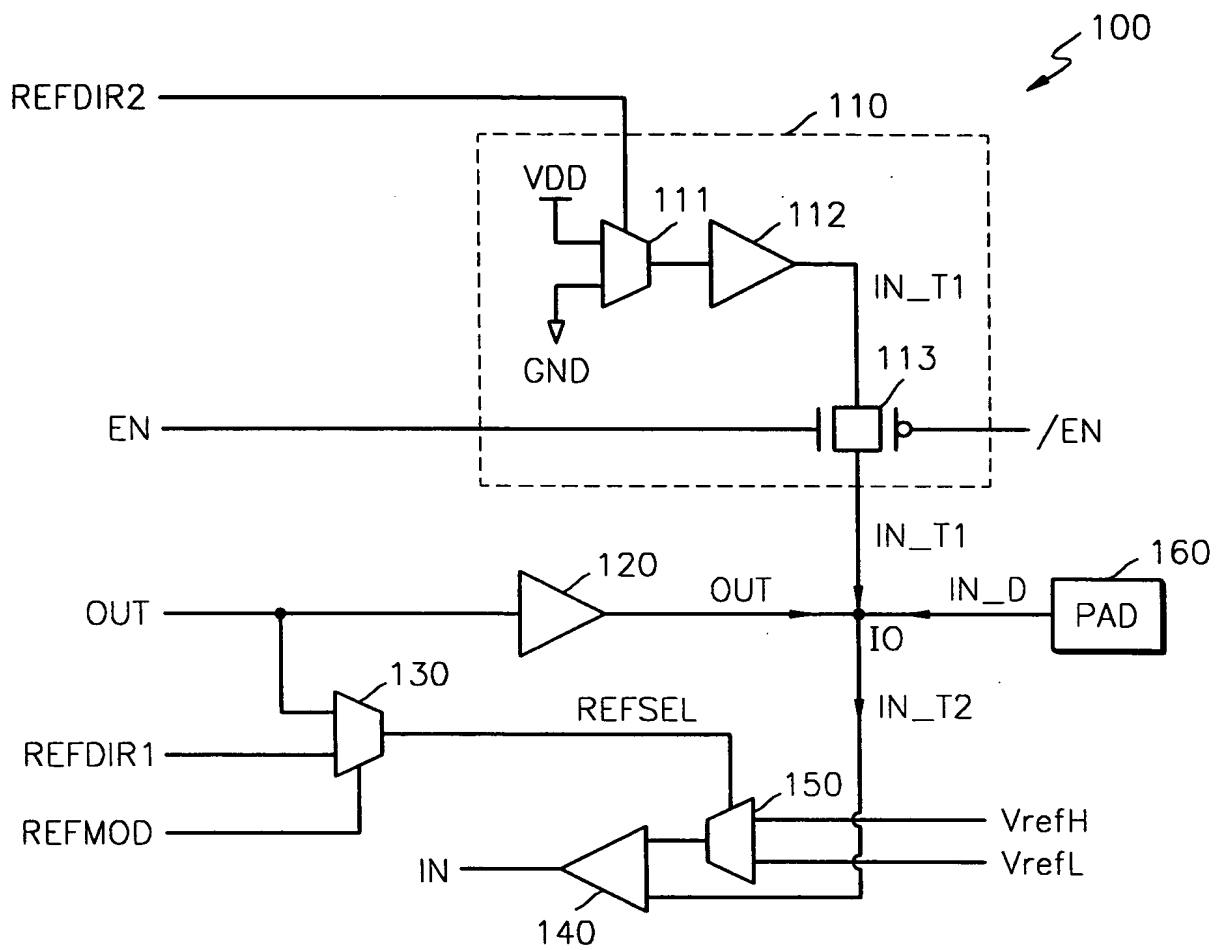 100
REFDIR2
110
VDD
111
112
IN_T1
GND
113
EN
/EN
IN_T1
160
120
OUT
OUT
IN_D
PAD
IO
130
REFSEL
IN_T2
REFDIR1
150
REFMOD
VrefH
IN
VrefL
140